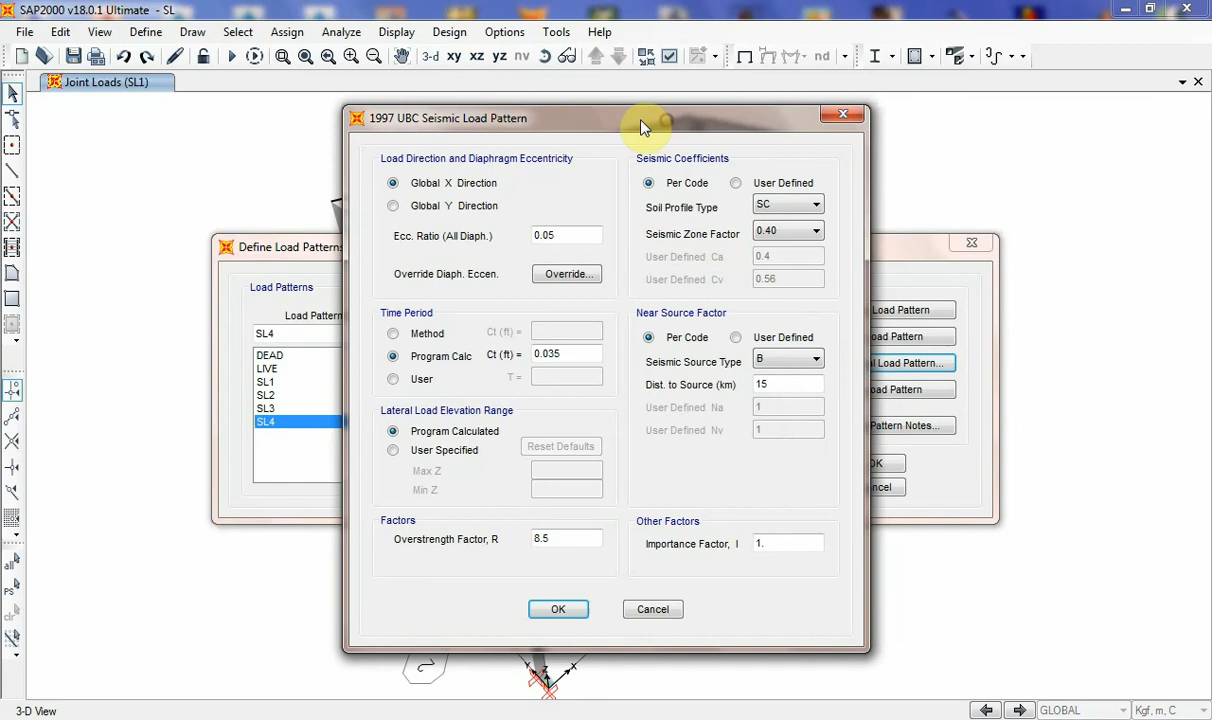 SAP2000 v18.0.1 Ultimate - SL
File Edit View Define Draw Select Assign Analyze Display Design Options Tools Help
3-d xy xz yz nv nd
Joint Loads (SL1)
1997 UBC Seismic Load Pattern
Load Direction and Diaphragm Eccentricity
Global X Direction
Global Y Direction
Ecc. Ratio (All Diaph.) 0.05
Override Diaph. Eccen. Override...
Seismic Coefficients
Per Code User Defined
Soil Profile Type SC
Seismic Zone Factor 0.40
User Defined Ca 0.4
User Defined Cv 0.56
Time Period
Method Ct (ft) =
Program Calc Ct (ft) = 0.035
User T =
Near Source Factor
Per Code User Defined
Seismic Source Type B
Dist. to Source (km) 15
User Defined Na 1
User Defined Nv 1
Lateral Load Elevation Range
Program Calculated
User Specified Reset Defaults
Max Z
Min Z
Factors
Overstrength Factor, R 8.5
Other Factors
Importance Factor, I 1.
OK Cancel
Define Load Patterns
Load Patterns
Load Pattern
SL4
DEAD
LIVE
SL1
SL2
SL3
SL4
Load Pattern
oad Pattern
al Load Pattern...
oad Pattern
Pattern Notes...
OK
ncel
PS
clr
all
Y Z X
2
3-D View
GLOBAL
Kgf, m, C